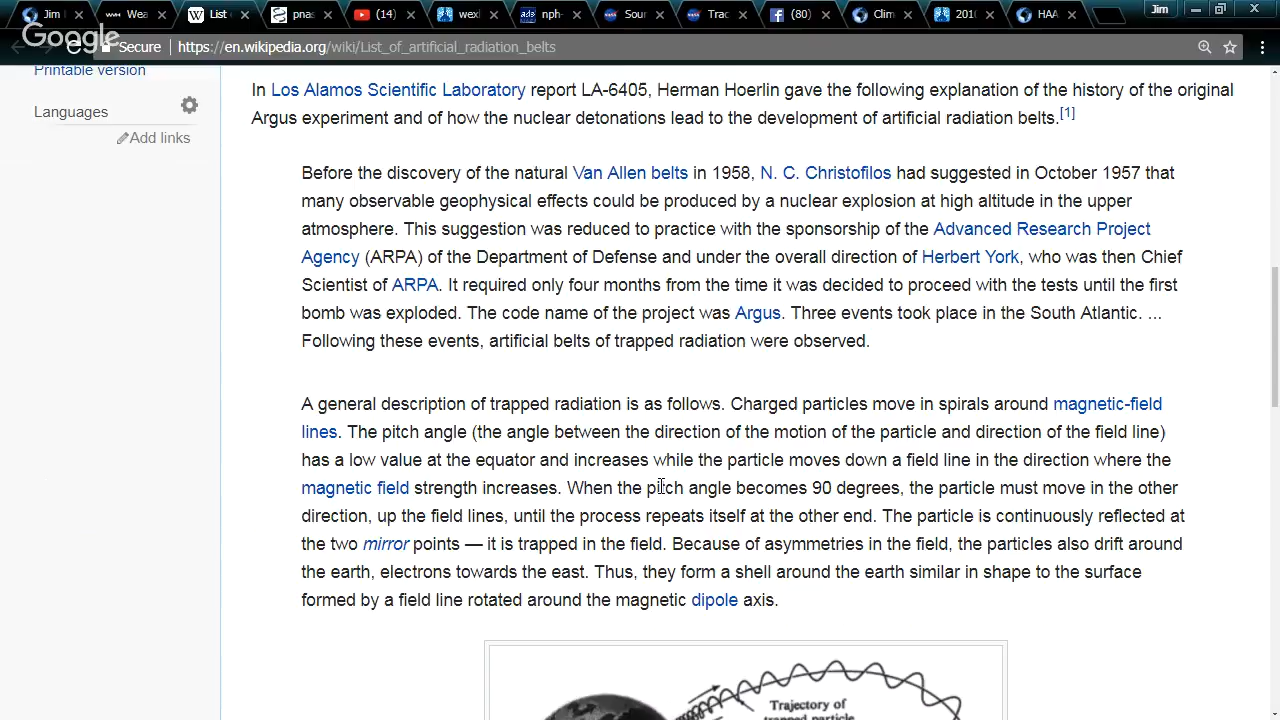 Jim
Wea
List
pnas
(14)
wexl
nph-
Sour
Trac
(80)
Clim
2010
HAA
Jim
Google
Secure https://en.wikipedia.org/wiki/List_of_artificial_radiation_belts
Printable version
Languages
Add links
In Los Alamos Scientific Laboratory report LA-6405, Herman Hoerlin gave the following explanation of the history of the original
Argus experiment and of how the nuclear detonations lead to the development of artificial radiation belts.[1]
Before the discovery of the natural Van Allen belts in 1958, N. C. Christofilos had suggested in October 1957 that
many observable geophysical effects could be produced by a nuclear explosion at high altitude in the upper
atmosphere. This suggestion was reduced to practice with the sponsorship of the Advanced Research Project
Agency (ARPA) of the Department of Defense and under the overall direction of Herbert York, who was then Chief
Scientist of ARPA. It required only four months from the time it was decided to proceed with the tests until the first
bomb was exploded. The code name of the project was Argus. Three events took place in the South Atlantic. ...
Following these events, artificial belts of trapped radiation were observed.
A general description of trapped radiation is as follows. Charged particles move in spirals around magnetic-field
lines. The pitch angle (the angle between the direction of the motion of the particle and direction of the field line)
has a low value at the equator and increases while the particle moves down a field line in the direction where the
magnetic field strength increases. When the pitch angle becomes 90 degrees, the particle must move in the other
direction, up the field lines, until the process repeats itself at the other end. The particle is continuously reflected at
the two mirror points — it is trapped in the field. Because of asymmetries in the field, the particles also drift around
the earth, electrons towards the east. Thus, they form a shell around the earth similar in shape to the surface
formed by a field line rotated around the magnetic dipole axis.
Trajectory of
trapped particle